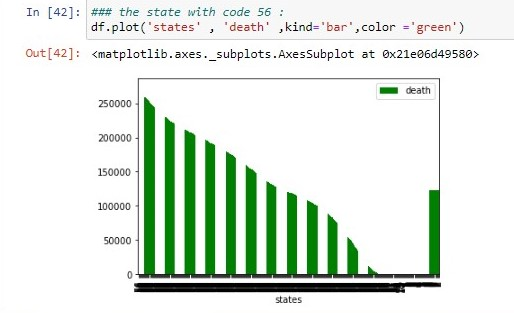 In [42]: ### the state with code 56 :
df.plot('states' , 'death' ,kind='bar',color ='green')
Out[42]: <matplotlib.axes._subplots.AxesSubplot at 0x21e06d49580>
death
250000
200000
150000
100000
50000
0
states